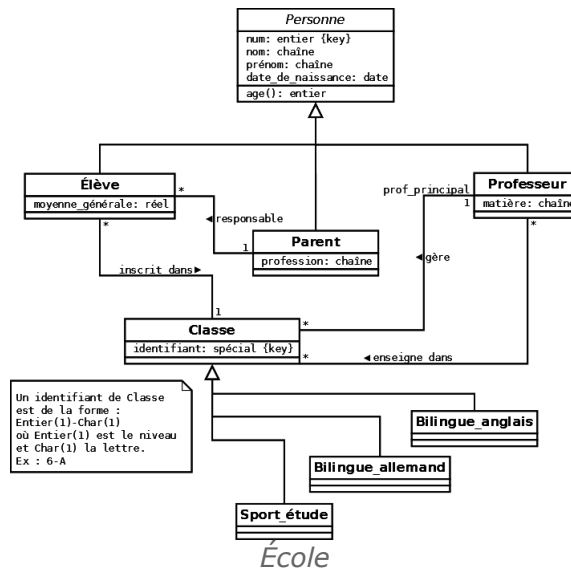 Personne
num: entier {key}
nom: chaîne
prénom: chaîne
date_de_naissance: date
age(): entier
Élève
moyenne_générale: réel
*
*
responsable
1
Parent
profession: chaîne
prof_principal
1
Professeur
matière: chaîne
*
gère
inscrit dans
1
Classe
identifiant: spécial {key}
*
*
enseigne dans
Un identifiant de Classe
est de la forme :
Entier(1)-Char(1)
où Entier(1) est le niveau
et Char(1) la lettre.
Ex : 6-A
Bilingue_anglais
Bilingue_allemand
Sport_étude
École